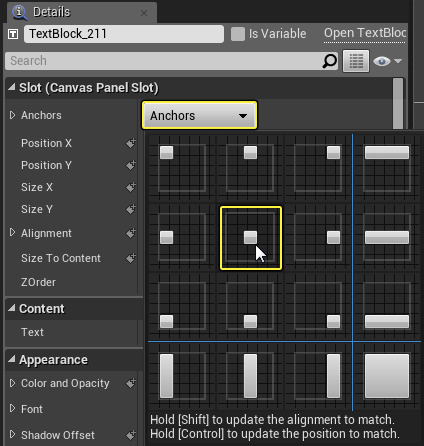 Details
TextBlock_211
Is Variable
Open TextBloc
Search
Slot (Canvas Panel Slot)
Anchors
Anchors
Position X
Position Y
Size X
Size Y
Alignment
Size To Content
ZOrder
Content
Text
Appearance
Color and Opacity
Font
Shadow Offset
Hold [Shift] to update the alignment to match.
Hold [Control] to update the position to match.